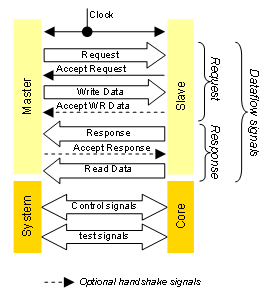 Clock
Request
Accept Request
Write Data
Accept WR Data
Response
Accept Response
Read Data
Master
Slave
Request
Response
Dataflow signals
Control signals
test signals
System
Core
Optional handshake signals